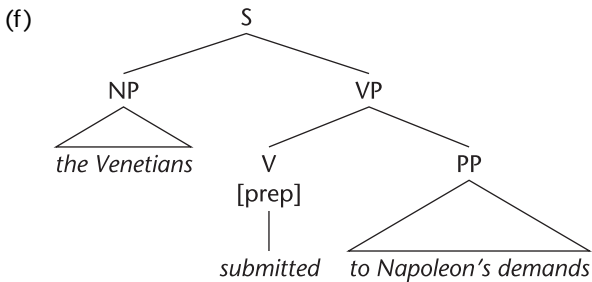 (f)
S
NP VP
the Venetians V PP
[prep]
submitted to Napoleon's demands